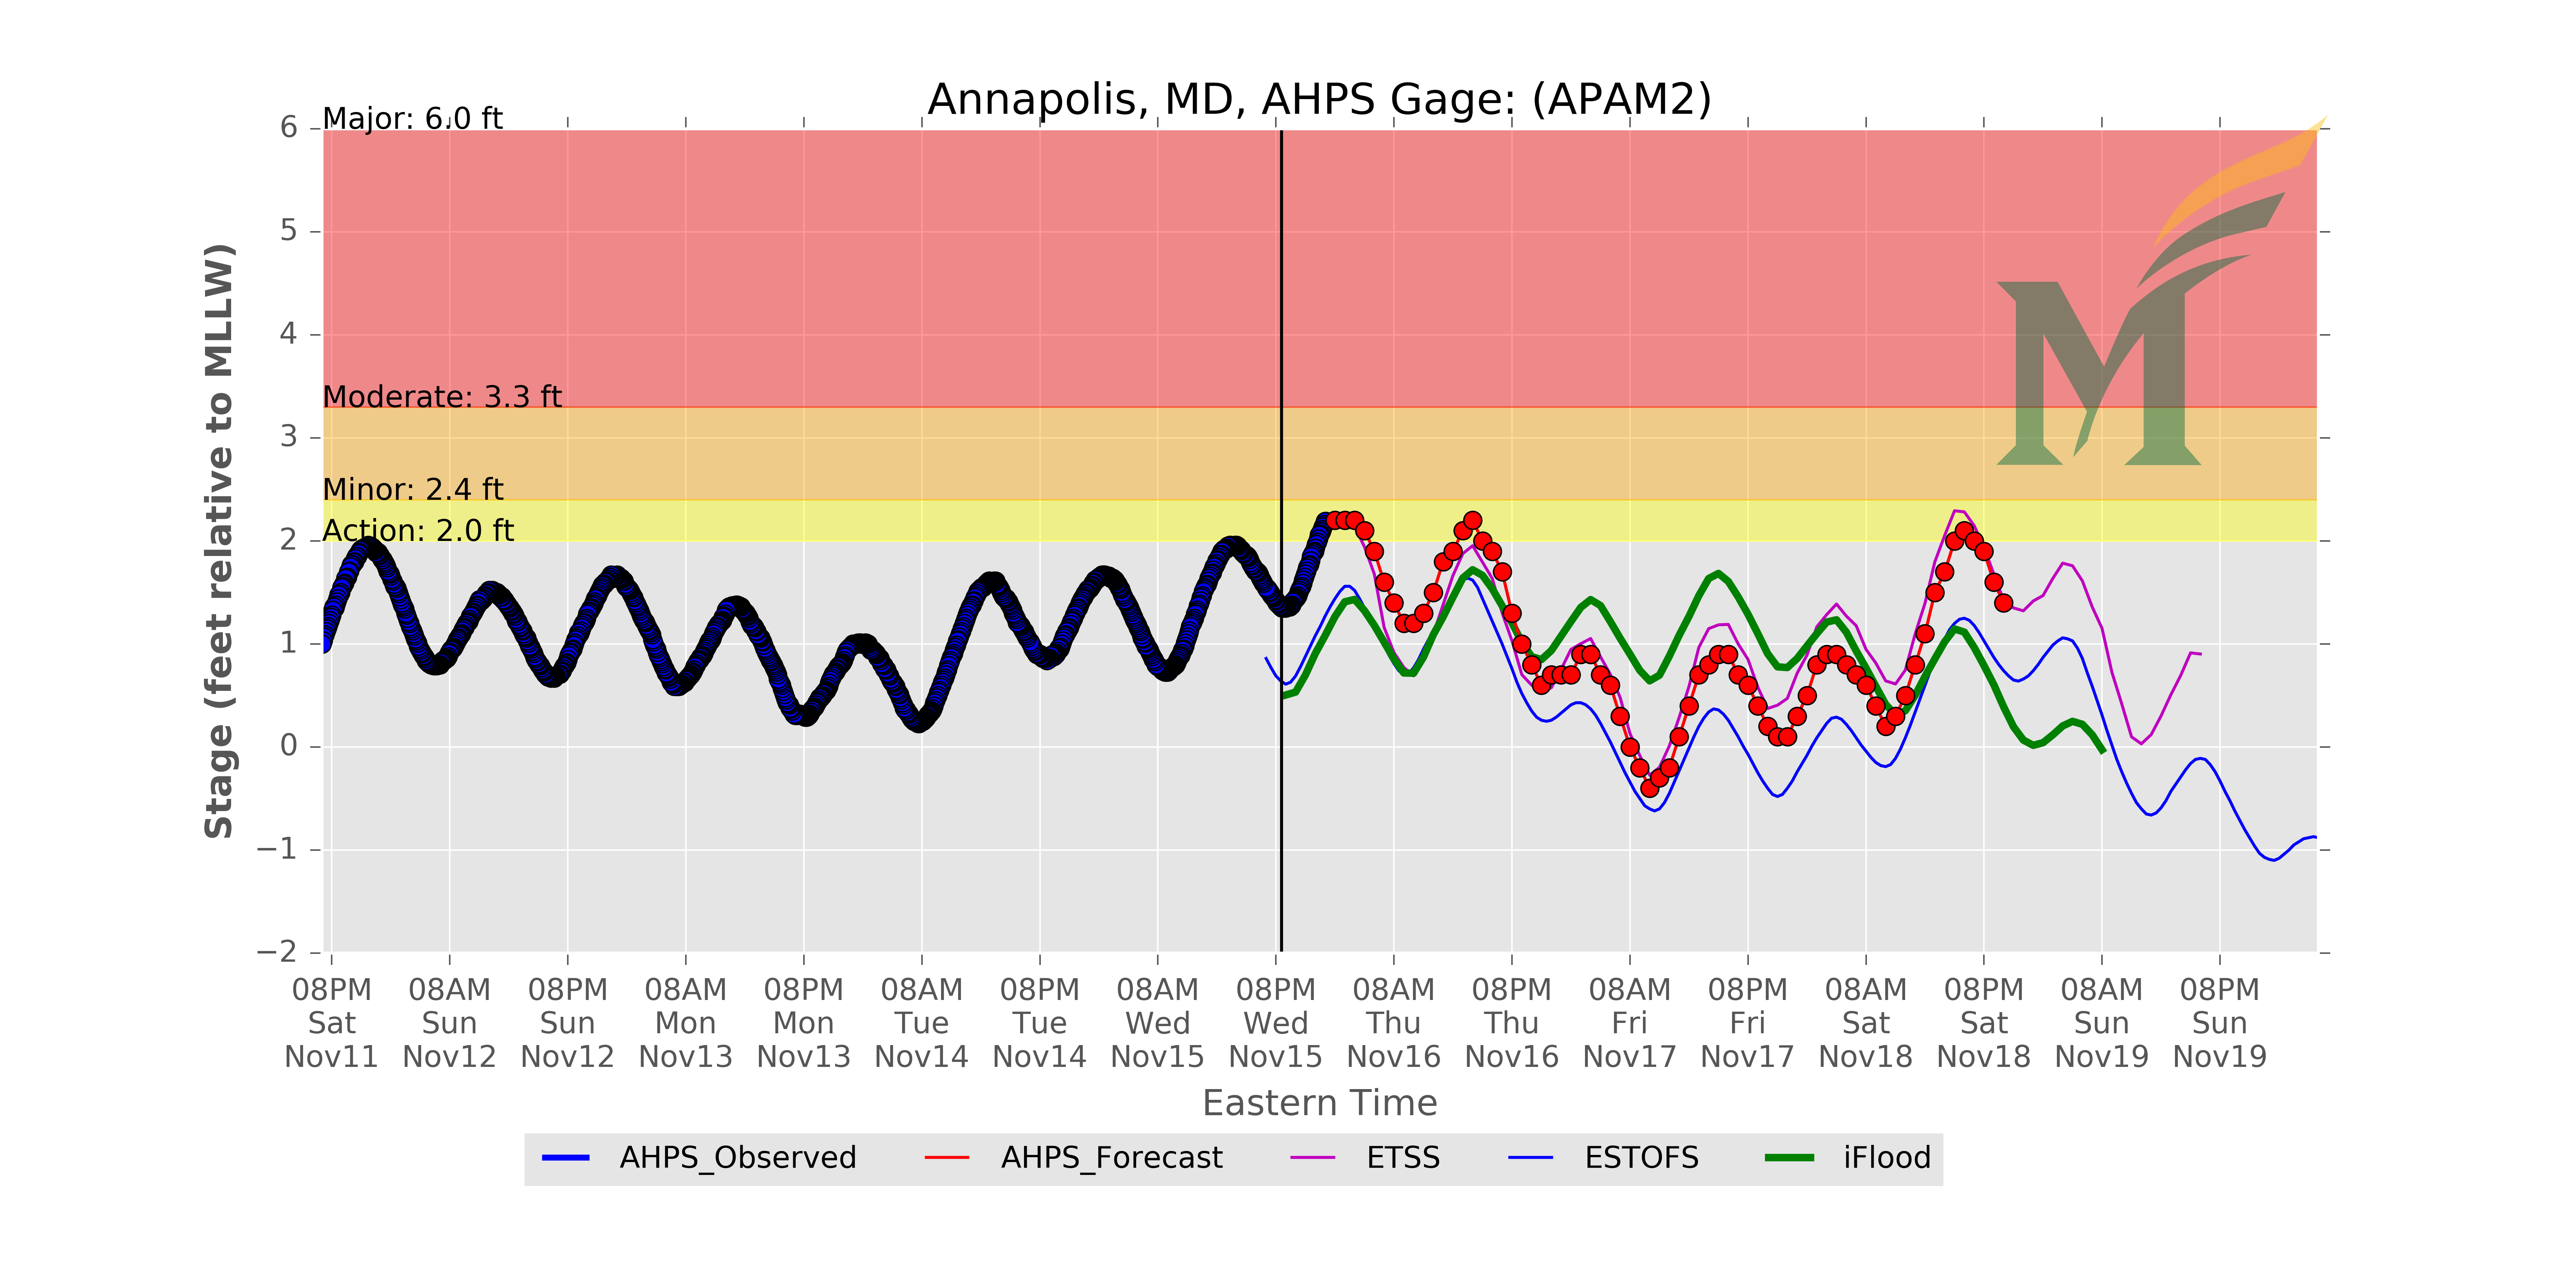 Annapolis, MD, AHPS Gage: (APAM2)
Major: 6.0 ft
Moderate: 3.3 ft
Minor: 2.4 ft
Action: 2.0 ft
Stage (feet relative to MLLW)
6
5
4
3
2
1
0
−1
−2
08PM 08AM 08PM 08AM 08PM 08AM 08PM 08AM 08PM 08AM 08PM 08AM 08PM 08AM 08PM 08AM 08PM
Sat Sun Sun Mon Mon Tue Tue Wed Wed Thu Thu Fri Fri Sat Sat Sun Sun
Nov11 Nov12 Nov12 Nov13 Nov13 Nov14 Nov14 Nov15 Nov15 Nov16 Nov16 Nov17 Nov17 Nov18 Nov18 Nov19 Nov19
Eastern Time
AHPS_Observed AHPS_Forecast ETSS ESTOFS iFlood
M